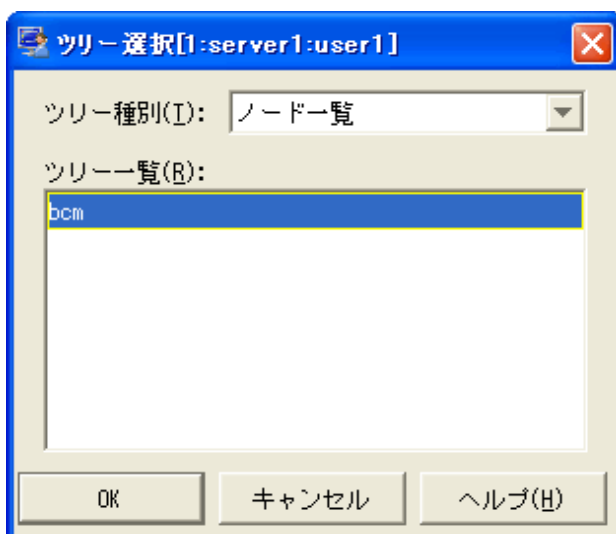 ツリー選択[1:server1:user1]
ツリー種別(T): ノード一覧
ツリー一覧(R):
bcm
OK キャンセル ヘルプ(H)